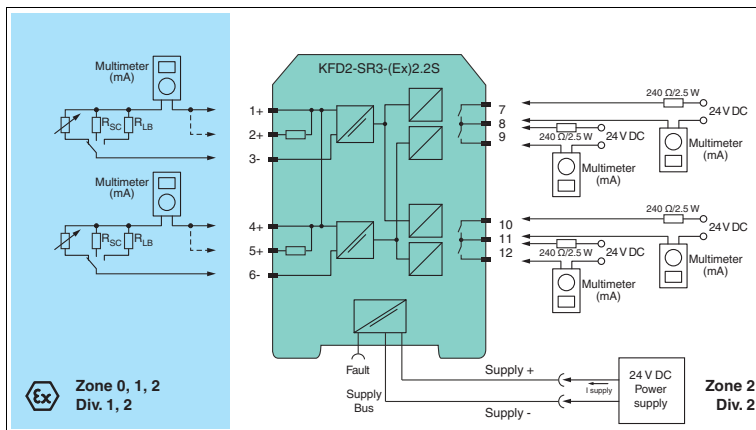 KFD2-SR3-(Ex)2.2S
Multimeter
(mA)
RSC
RLB
1+
2+
3-
Multimeter
(mA)
RSC
RLB
4+
5+
6-
7
8
9
240 Ω/2.5 W
24 V DC
240 Ω/2.5 W
24 V DC
Multimeter
(mA)
Multimeter
(mA)
10
11
12
240 Ω/2.5 W
24 V DC
240 Ω/2.5 W
24 V DC
Multimeter
(mA)
Multimeter
(mA)
Fault
Supply
Bus
Supply +
Supply -
I supply
24 V DC
Power
supply
Ex
Zone 0, 1, 2
Div. 1, 2
Zone 2
Div. 2